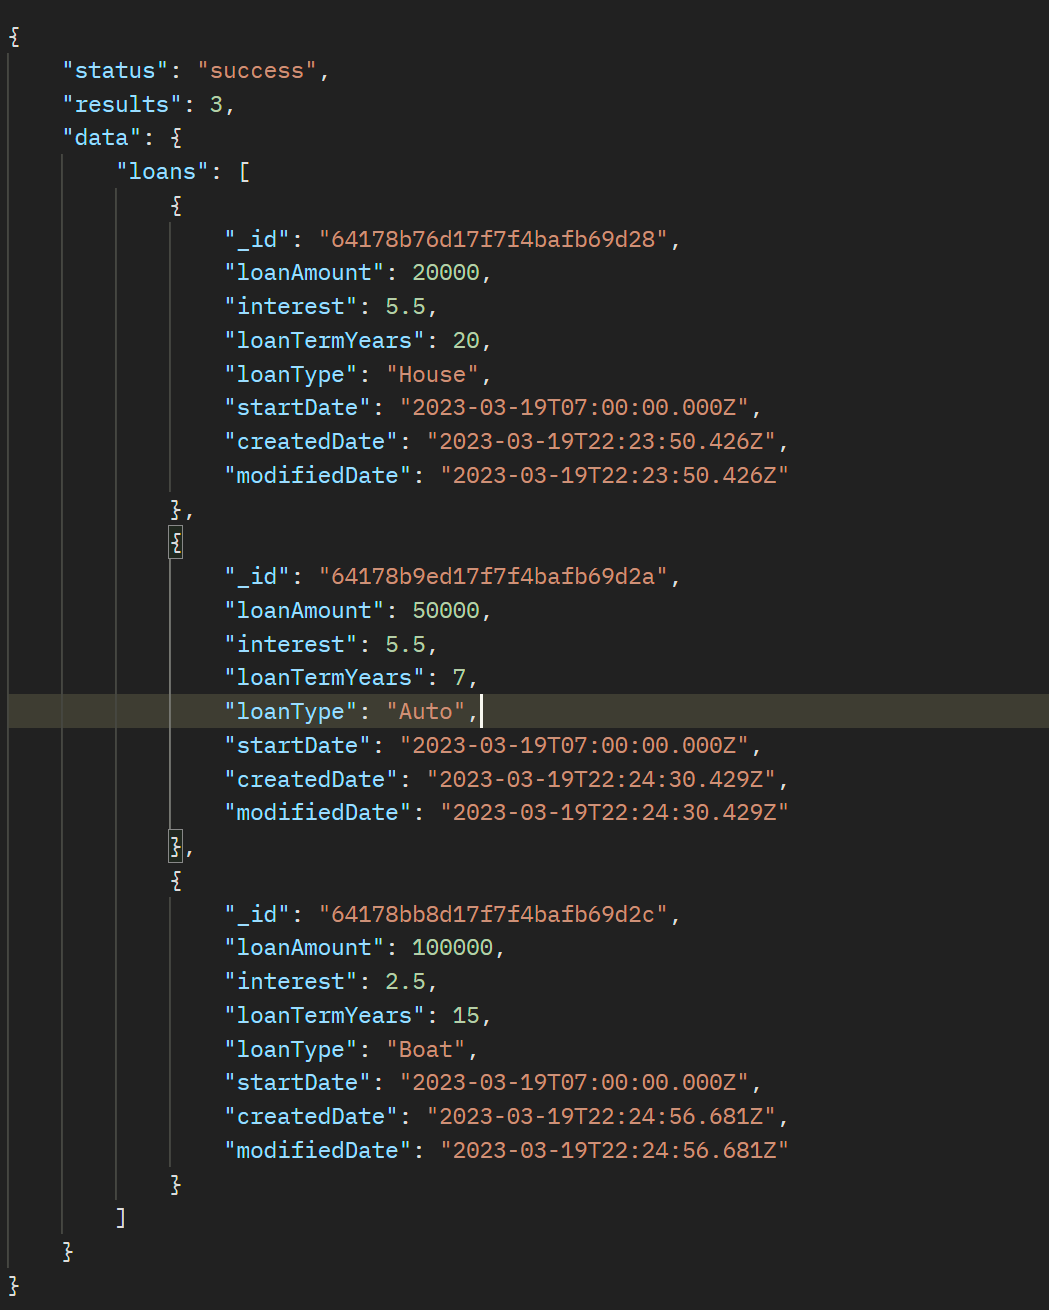 {
    "status": "success",
    "results": 3,
    "data": {
        "loans": [
            {
                "_id": "64178b76d17f7f4bafb69d28",
                "loanAmount": 20000,
                "interest": 5.5,
                "loanTermYears": 20,
                "loanType": "House",
                "startDate": "2023-03-19T07:00:00.000Z",
                "createdDate": "2023-03-19T22:23:50.426Z",
                "modifiedDate": "2023-03-19T22:23:50.426Z"
            },
            {
                "_id": "64178b9ed17f7f4bafb69d2a",
                "loanAmount": 50000,
                "interest": 5.5,
                "loanTermYears": 7,
                "loanType": "Auto",
                "startDate": "2023-03-19T07:00:00.000Z",
                "createdDate": "2023-03-19T22:24:30.429Z",
                "modifiedDate": "2023-03-19T22:24:30.429Z"
            },
            {
                "_id": "64178bb8d17f7f4bafb69d2c",
                "loanAmount": 100000,
                "interest": 2.5,
                "loanTermYears": 15,
                "loanType": "Boat",
                "startDate": "2023-03-19T07:00:00.000Z",
                "createdDate": "2023-03-19T22:24:56.681Z",
                "modifiedDate": "2023-03-19T22:24:56.681Z"
            }
        ]
    }
}